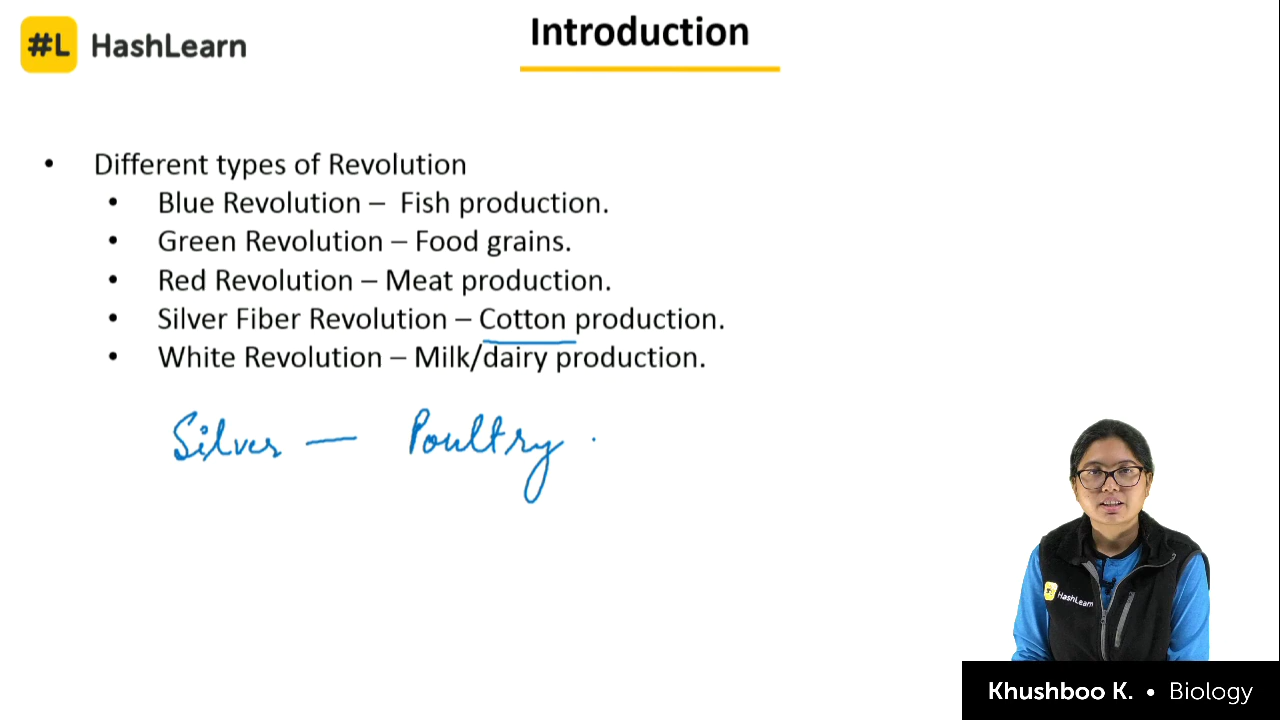 #L HashLearn
Introduction
• Different types of Revolution
• Blue Revolution – Fish production.
• Green Revolution – Food grains.
• Red Revolution – Meat production.
• Silver Fiber Revolution – Cotton production.
• White Revolution – Milk/dairy production.
Silver — Poultry .
#L HashLearn
Khushboo K. • Biology